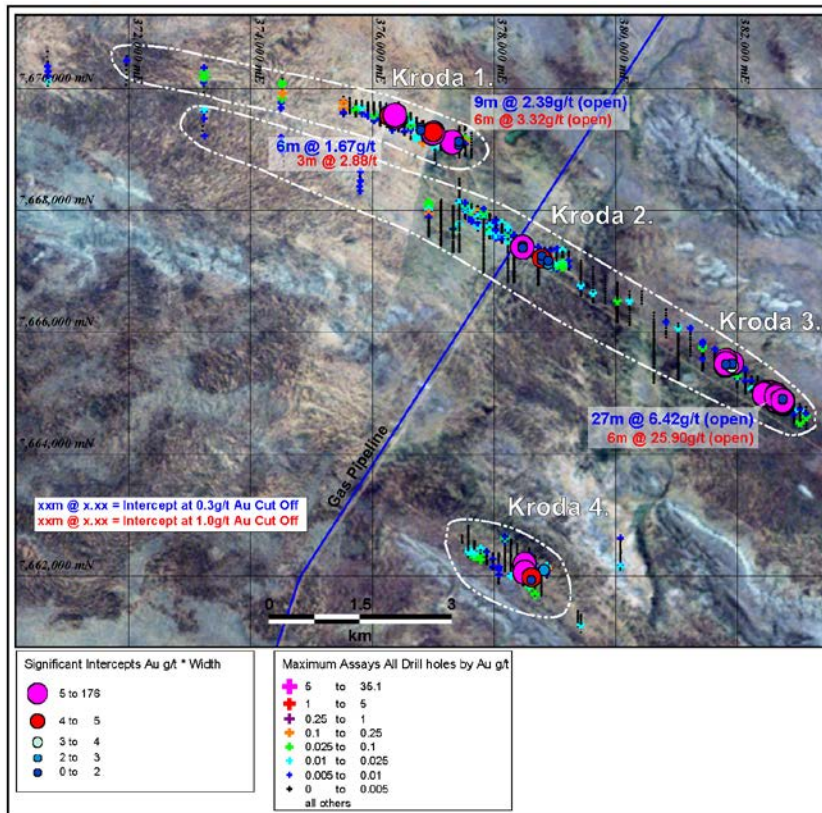 372,000 mE
374,000 mE
376,000 mE
378,000 mE
380,000 mE
382,000 mE
7,670,000 mN
Kroda 1.
9m @ 2.39g/t (open)
6m @ 3.32g/t (open)
6m @ 1.67g/t
3m @ 2.88/t
7,668,000 mN
Kroda 2.
7,666,000 mN
Kroda 3.
27m @ 6.42g/t (open)
6m @ 25.90g/t (open)
7,664,000 mN
Gas Pipeline
xxm @ x.xx = Intercept at 0.3g/t Au Cut Off
xxm @ x.xx = Intercept at 1.0g/t Au Cut Off
Kroda 4.
7,662,000 mN
0 1.5 3
km
Significant Intercepts Au g/t * Width
5 to 176
4 to 5
3 to 4
2 to 3
0 to 2
Maximum Assays All Drill holes by Au g/t
5 to 35.1
1 to 5
0.25 to 1
0.1 to 0.25
0.025 to 0.1
0.01 to 0.025
0.005 to 0.01
0 to 0.005
all others